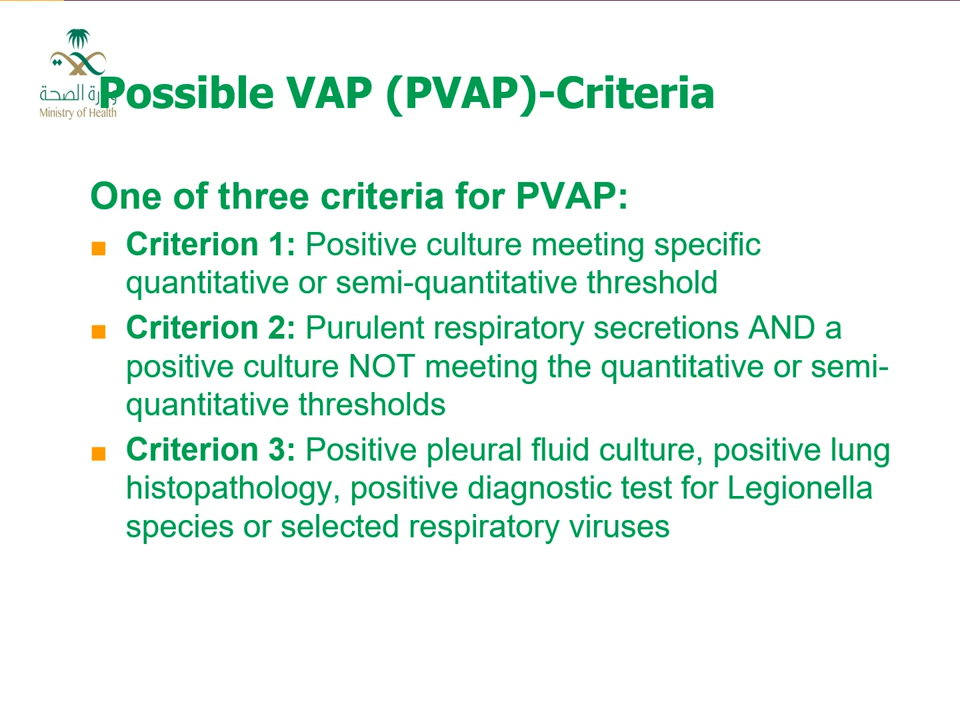 وزارة الصحة
Ministry of Health
Possible VAP (PVAP)-Criteria
One of three criteria for PVAP:
■ Criterion 1: Positive culture meeting specific
quantitative or semi-quantitative threshold
■ Criterion 2: Purulent respiratory secretions AND a
positive culture NOT meeting the quantitative or semi-
quantitative thresholds
■ Criterion 3: Positive pleural fluid culture, positive lung
histopathology, positive diagnostic test for Legionella
species or selected respiratory viruses